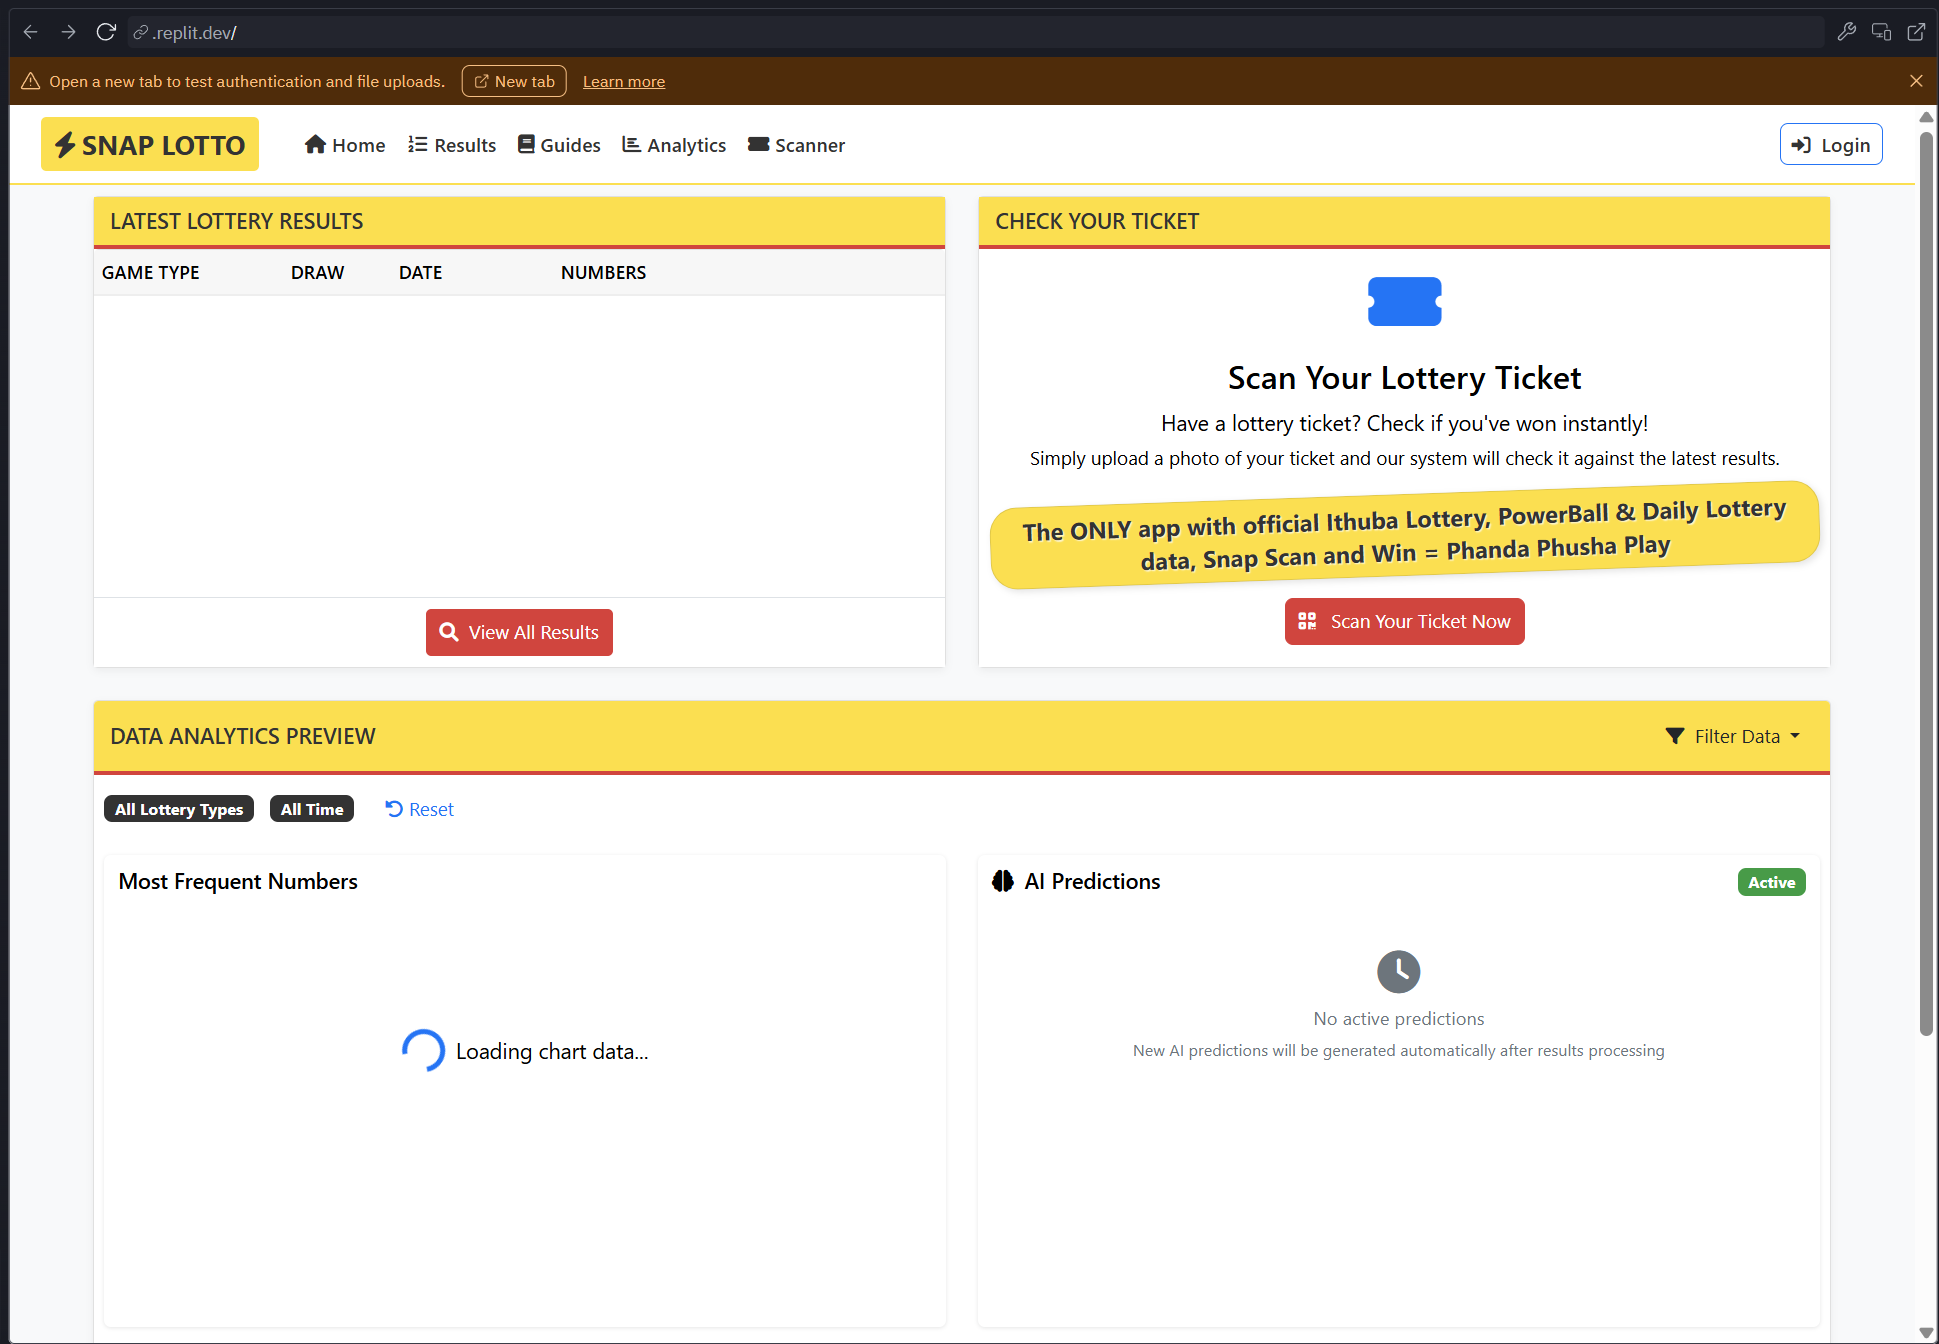 .replit.dev/
Open a new tab to test authentication and file uploads. New tab Learn more
SNAP LOTTO Home Results Guides Analytics Scanner Login
LATEST LOTTERY RESULTS
GAME TYPE DRAW DATE NUMBERS
View All Results
CHECK YOUR TICKET
Scan Your Lottery Ticket
Have a lottery ticket? Check if you've won instantly!
Simply upload a photo of your ticket and our system will check it against the latest results.
The ONLY app with official Ithuba Lottery, PowerBall & Daily Lottery
data, Snap Scan and Win = Phanda Phusha Play
Scan Your Ticket Now
DATA ANALYTICS PREVIEW Filter Data
All Lottery Types All Time Reset
Most Frequent Numbers
Loading chart data...
AI Predictions Active
No active predictions
New AI predictions will be generated automatically after results processing